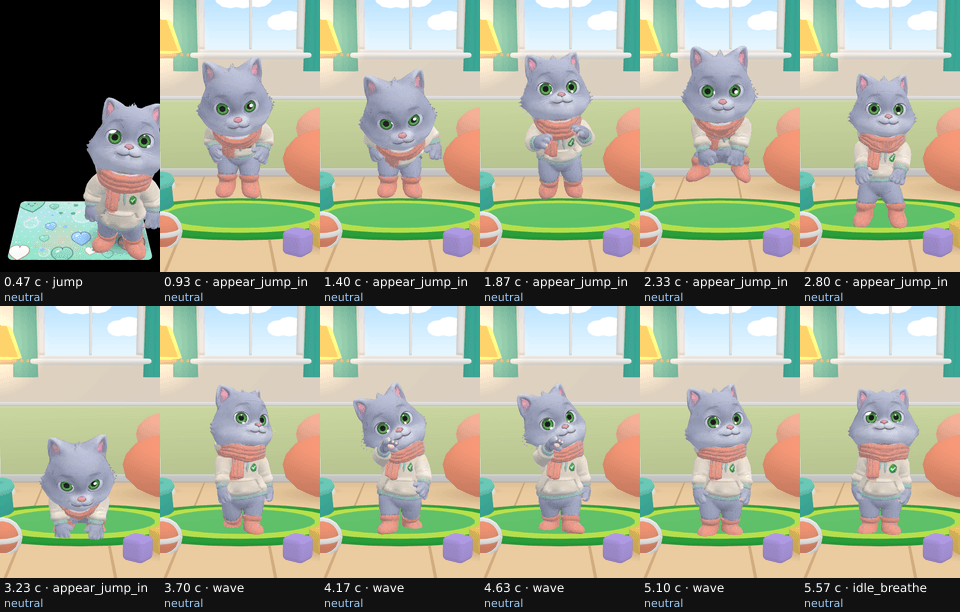 0.47 с · jump
neutral
0.93 с · appear_jump_in
neutral
1.40 с · appear_jump_in
neutral
1.87 с · appear_jump_in
neutral
2.33 с · appear_jump_in
neutral
2.80 с · appear_jump_in
neutral
3.23 с · appear_jump_in
neutral
3.70 с · wave
neutral
4.17 с · wave
neutral
4.63 с · wave
neutral
5.10 с · wave
neutral
5.57 с · idle_breathe
neutral